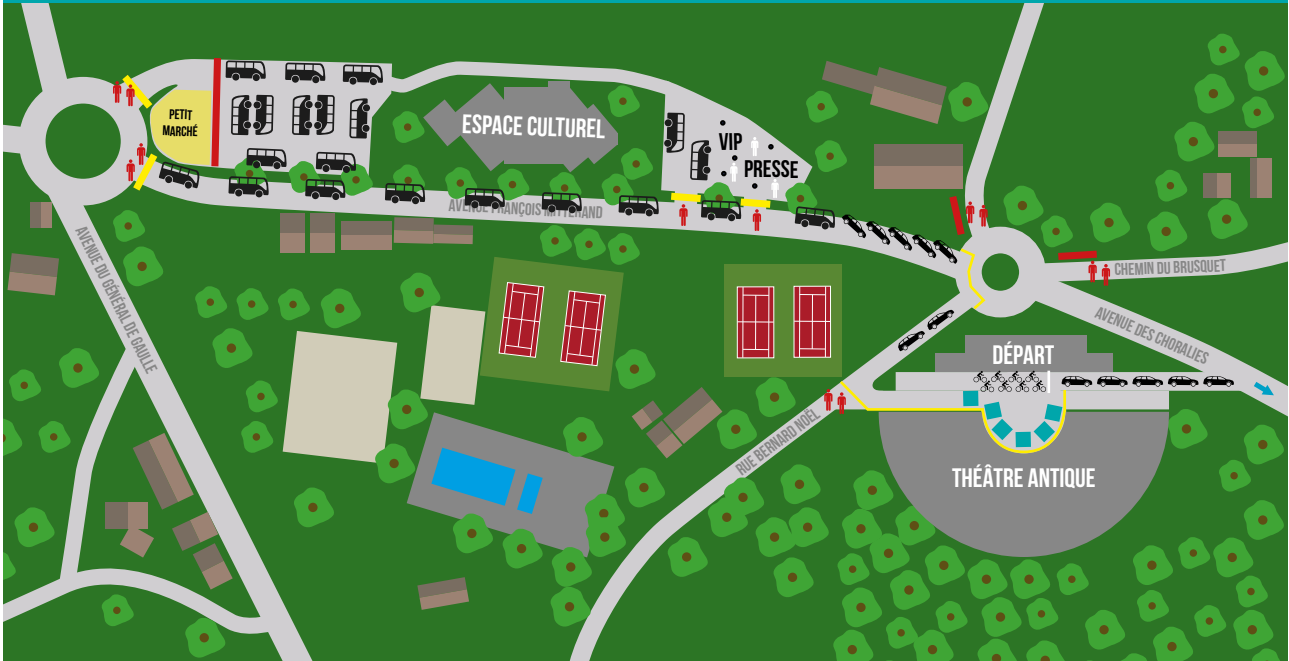 PETIT
MARCHÉ
ESPACE CULTUREL
VIP
PRESSE
AVENUE FRANÇOIS MITTERAND
AVENUE DU GÉNÉRAL DE GAULLE
CHEMIN DU BRUSQUET
AVENUE DES CHORALIES
DÉPART
RUE BERNARD NOËL
THÉÂTRE ANTIQUE